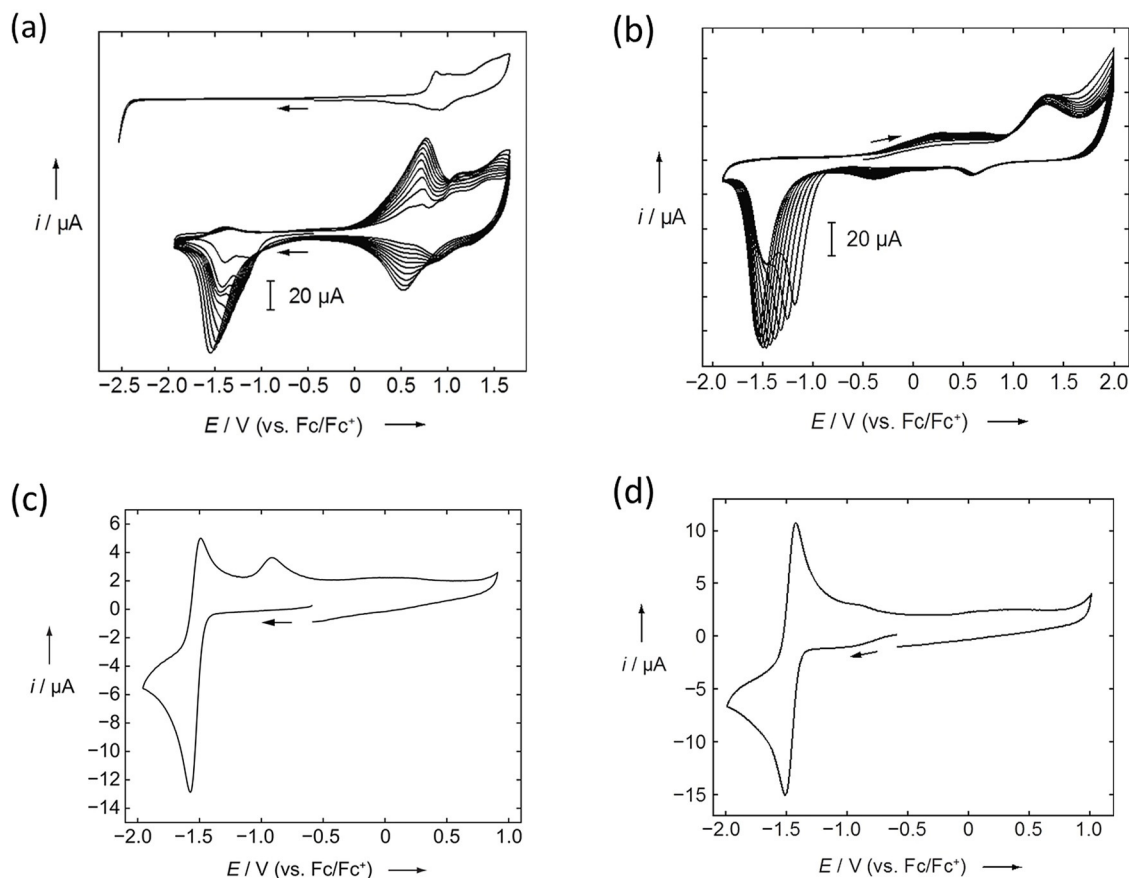 (a)
i / µA
20 µA
−2.5 −2.0 −1.5 −1.0 −0.5 0 0.5 1.0 1.5
E / V (vs. Fc/Fc⁺)
(b)
i / µA
20 µA
−2.0 −1.5 −1.0 −0.5 0 0.5 1.0 1.5 2.0
E / V (vs. Fc/Fc⁺)
(c)
6
4
2
0
−2
−4
−6
−8
−10
−12
−14
i / µA
−2.0 −1.5 −1.0 −0.5 0 0.5 1.0
E / V (vs. Fc/Fc⁺)
(d)
10
5
0
−5
−10
−15
i / µA
−2.0 −1.5 −1.0 −0.5 0 0.5 1.0
E / V (vs. Fc/Fc⁺)